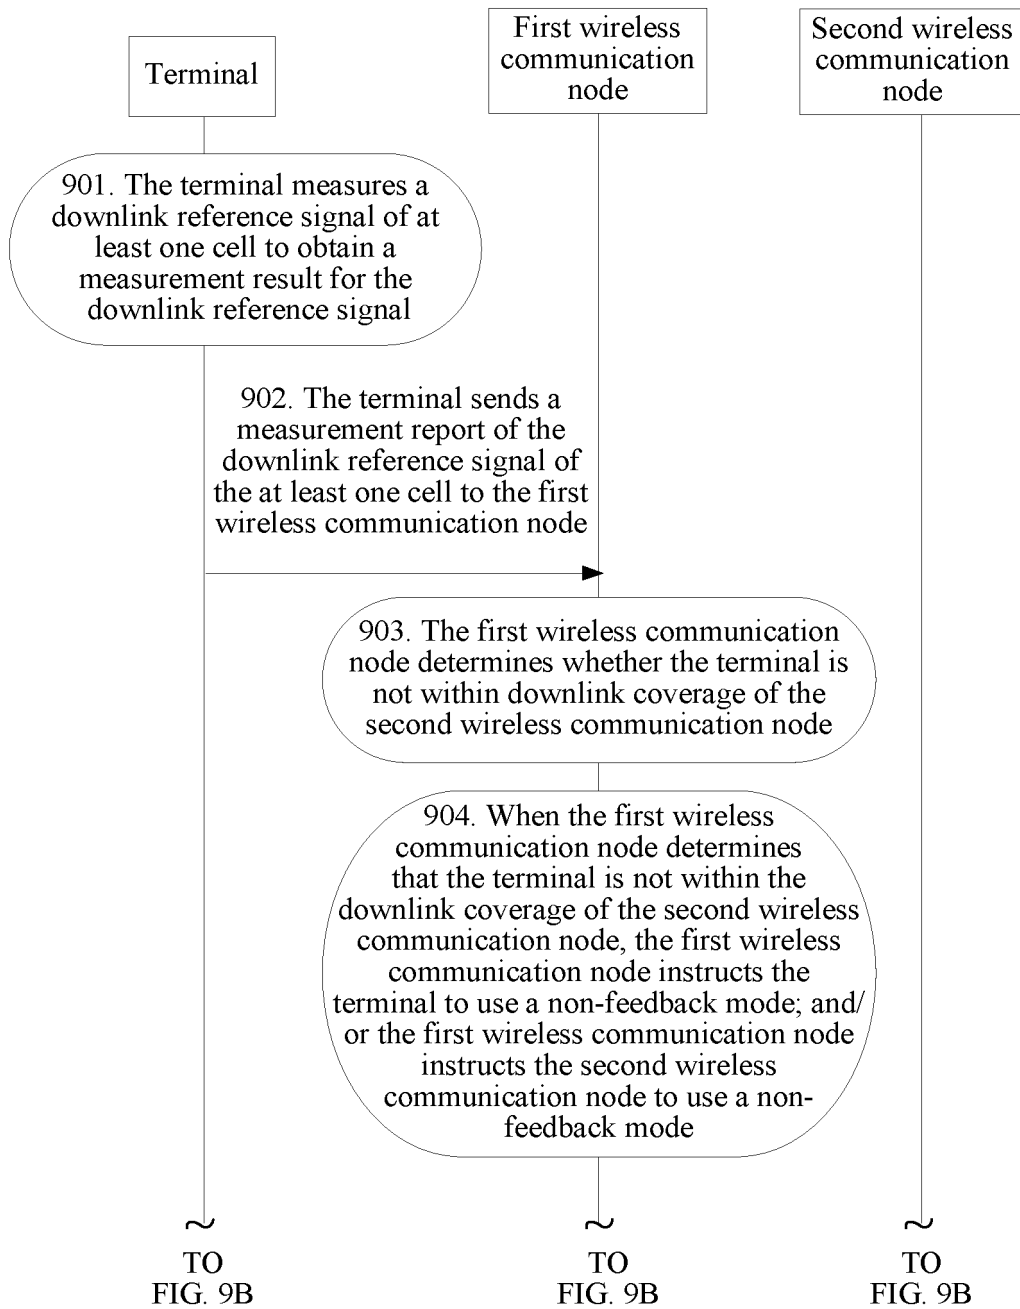 Terminal
First wireless
communication
node
Second wireless
communication
node
901. The terminal measures a
downlink reference signal of at
least one cell to obtain a
measurement result for the
downlink reference signal
902. The terminal sends a
measurement report of the
downlink reference signal of
the at least one cell to the first
wireless communication node
903. The first wireless communication
node determines whether the terminal is
not within downlink coverage of the
second wireless communication node
904. When the first wireless
communication node determines
that the terminal is not within the
downlink coverage of the second wireless
communication node, the first wireless
communication node instructs the
terminal to use a non-feedback mode; and/
or the first wireless communication node
instructs the second wireless
communication node to use a non-
feedback mode
TO
FIG. 9B
TO
FIG. 9B
TO
FIG. 9B